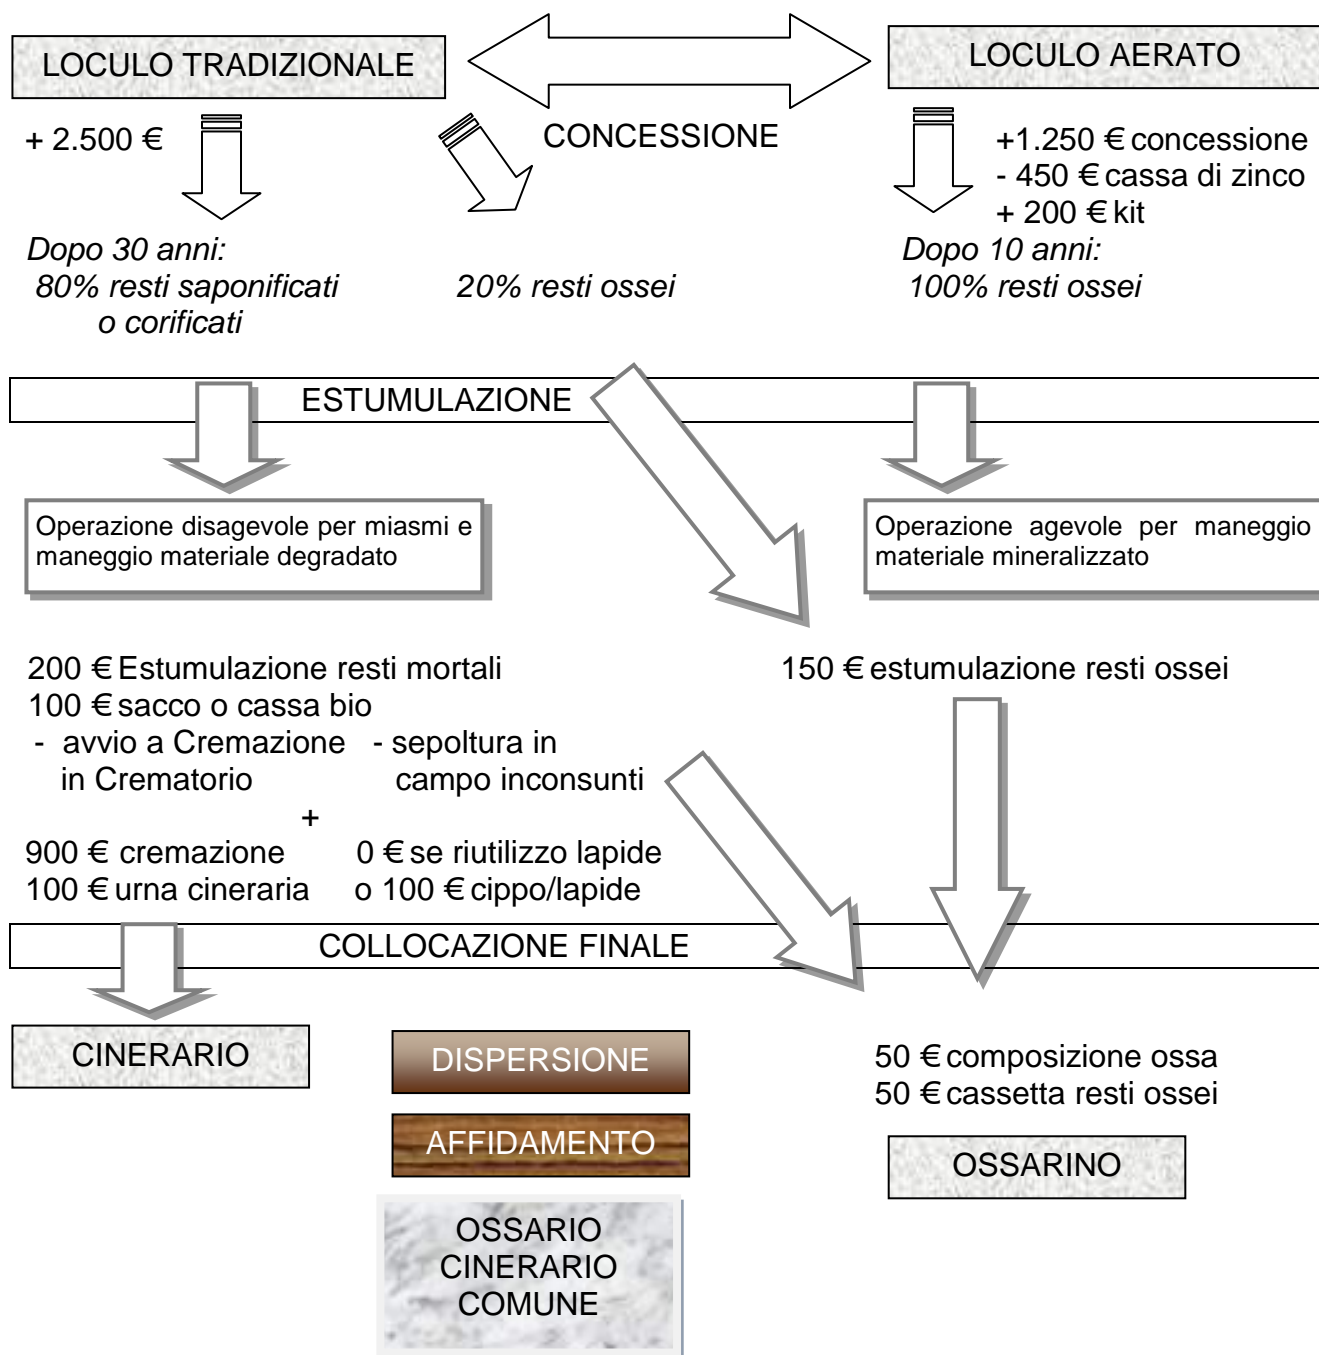 LOCULO TRADIZIONALE
LOCULO AERATO
+ 2.500 €
CONCESSIONE
+1.250 € concessione
- 450 € cassa di zinco
+ 200 € kit
Dopo 30 anni:
80% resti saponificati
o corificati
20% resti ossei
Dopo 10 anni:
100% resti ossei
ESTUMULAZIONE
Operazione disagevole per miasmi e
maneggio materiale degradato
Operazione agevole per maneggio
materiale mineralizzato
200 € Estumulazione resti mortali
100 € sacco o cassa bio
- avvio a Cremazione
in Crematorio
- sepoltura in
campo inconsunti
+
900 € cremazione
100 € urna cineraria
0 € se riutilizzo lapide
o 100 € cippo/lapide
150 € estumulazione resti ossei
COLLOCAZIONE FINALE
CINERARIO
DISPERSIONE
AFFIDAMENTO
OSSARIO
CINERARIO
COMUNE
50 € composizione ossa
50 € cassetta resti ossei
OSSARINO